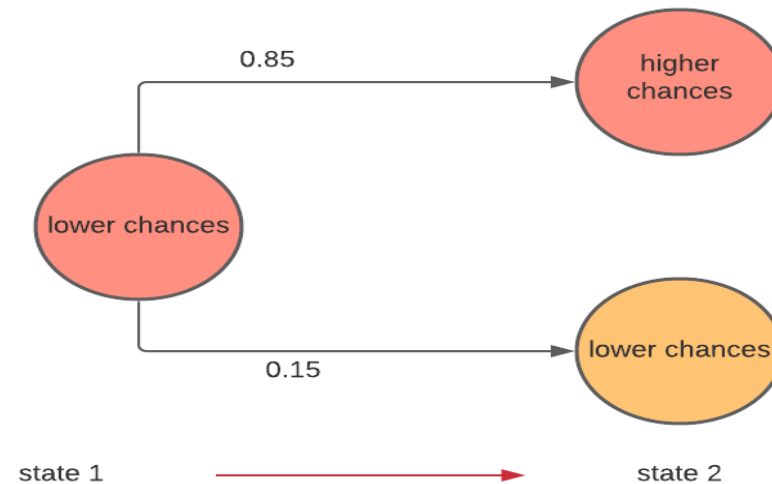 0.85
higher
chances
lower chances
lower chances
0.15
state 1
state 2